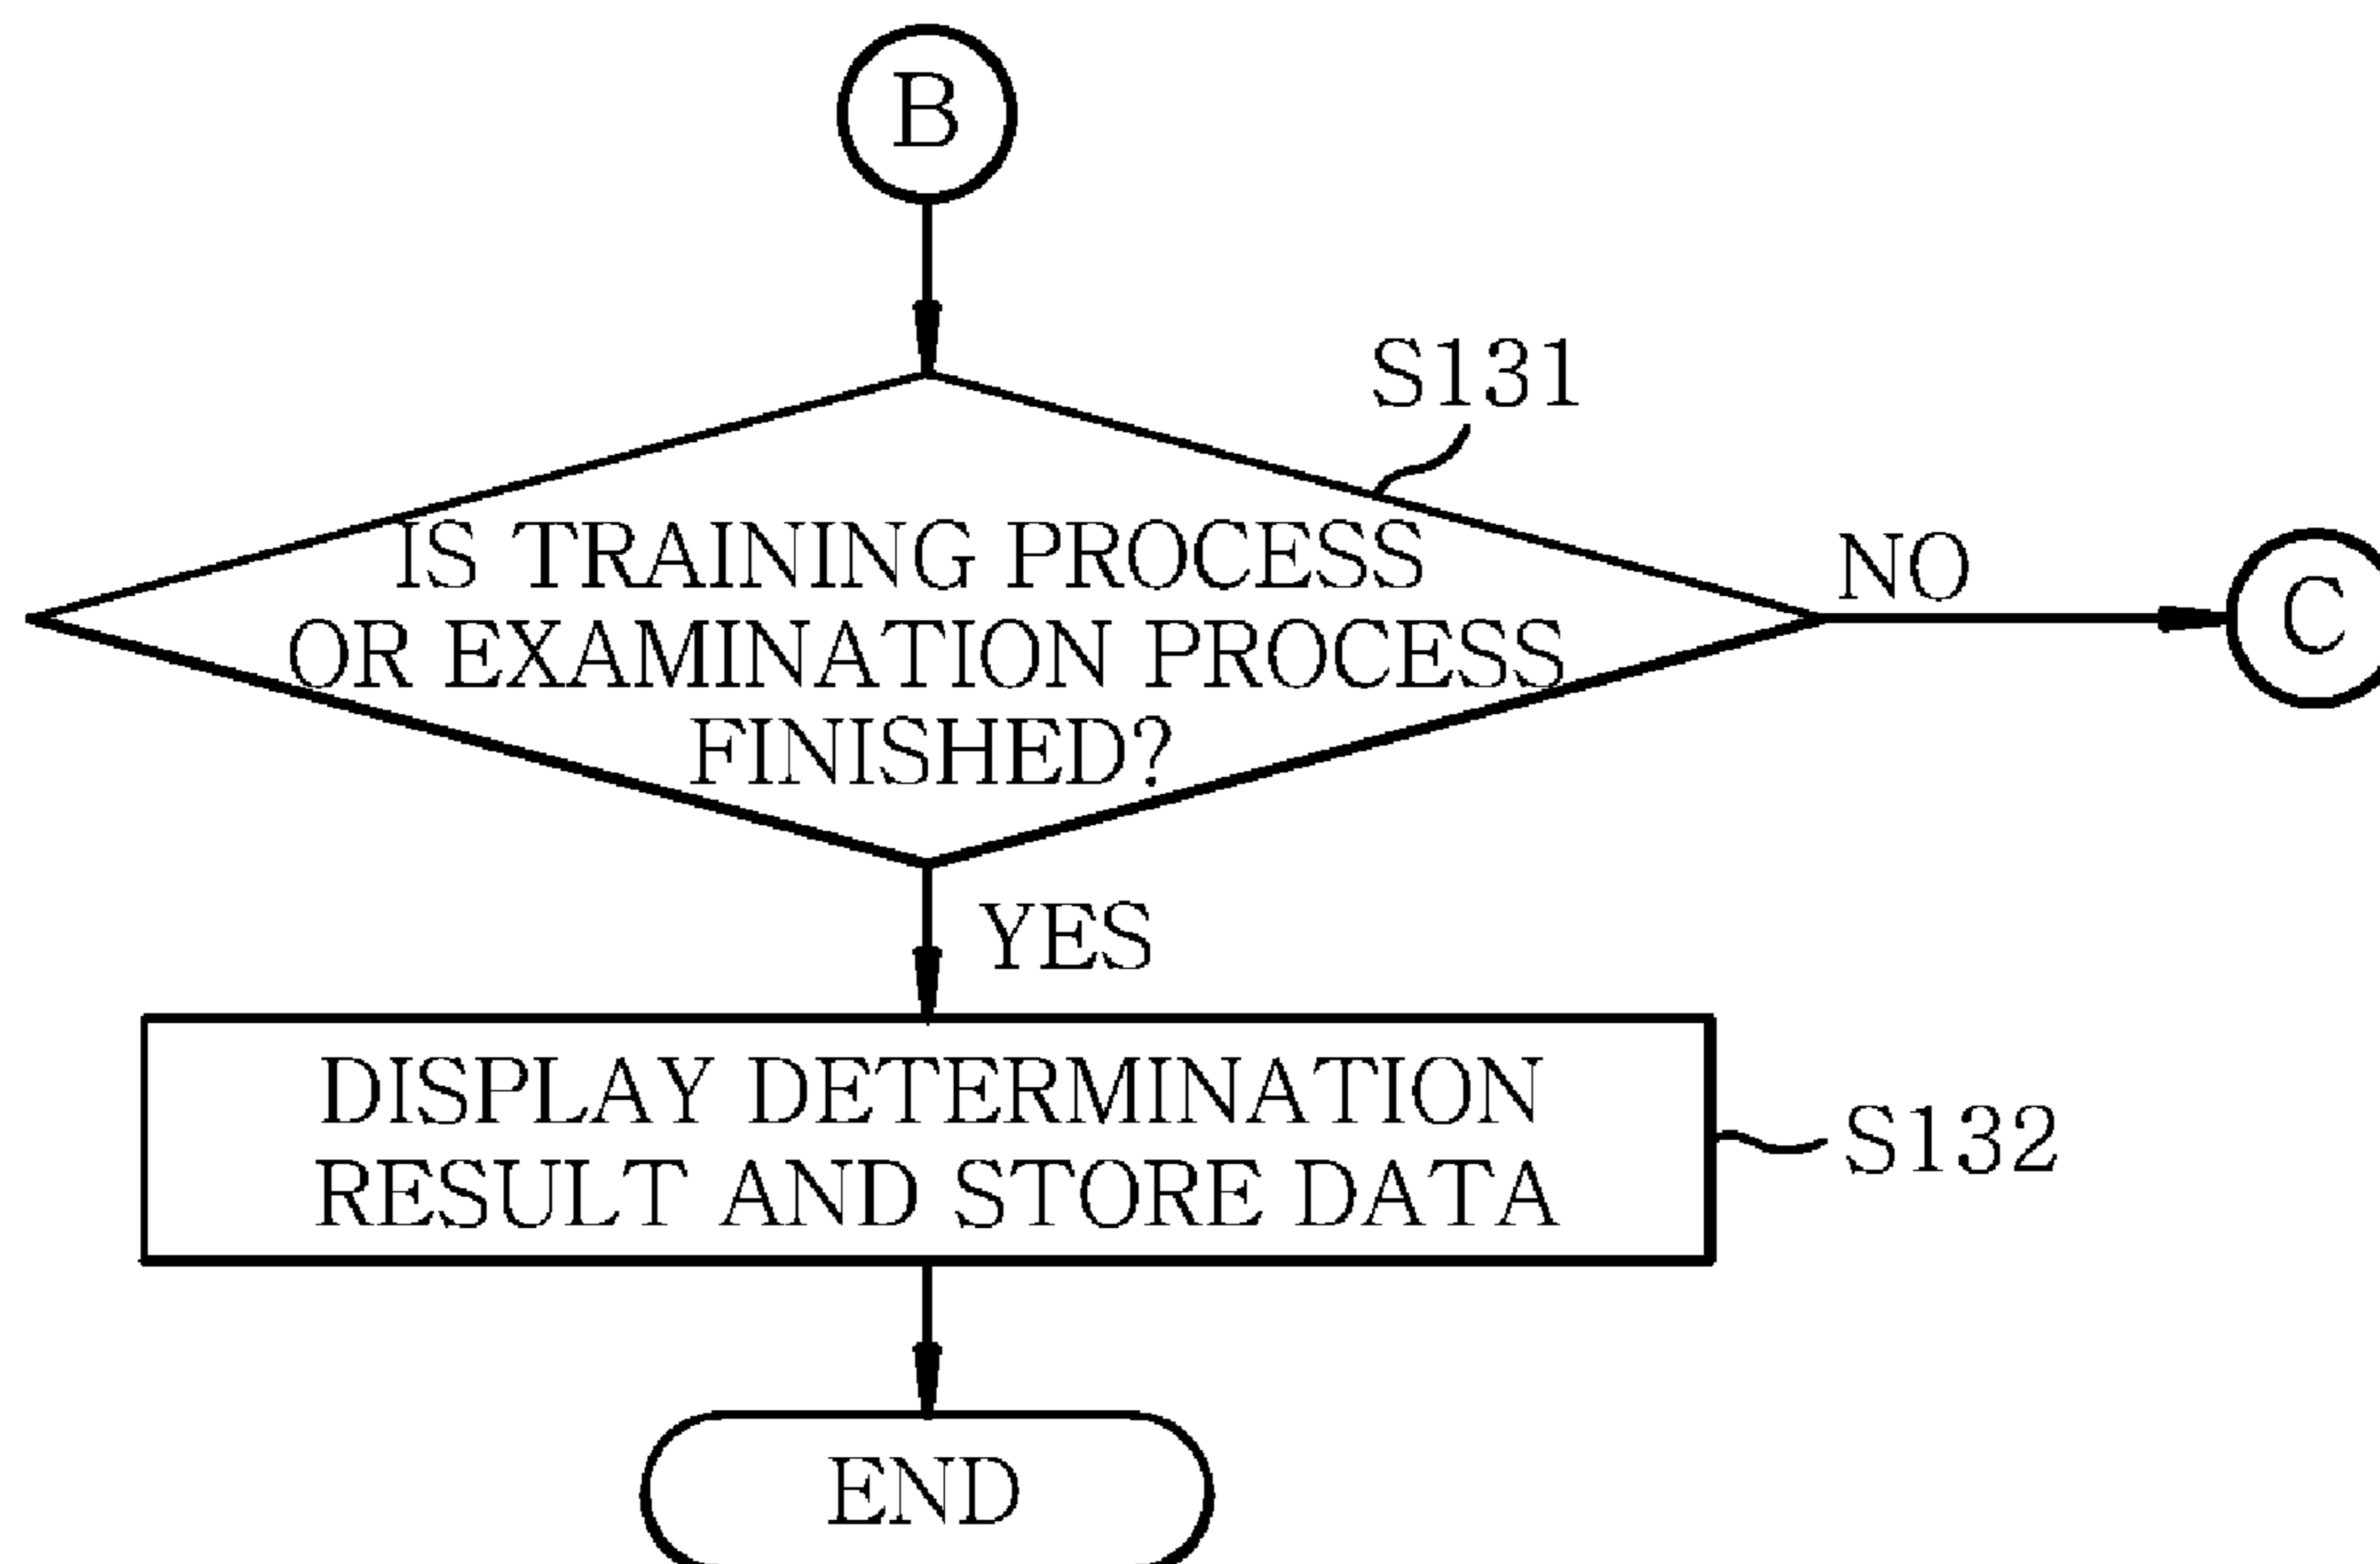 B
S131
IS TRAINING PROCESS
OR EXAMINATION PROCESS
FINISHED?
NO
C
YES
DISPLAY DETERMINATION
RESULT AND STORE DATA
S132
END